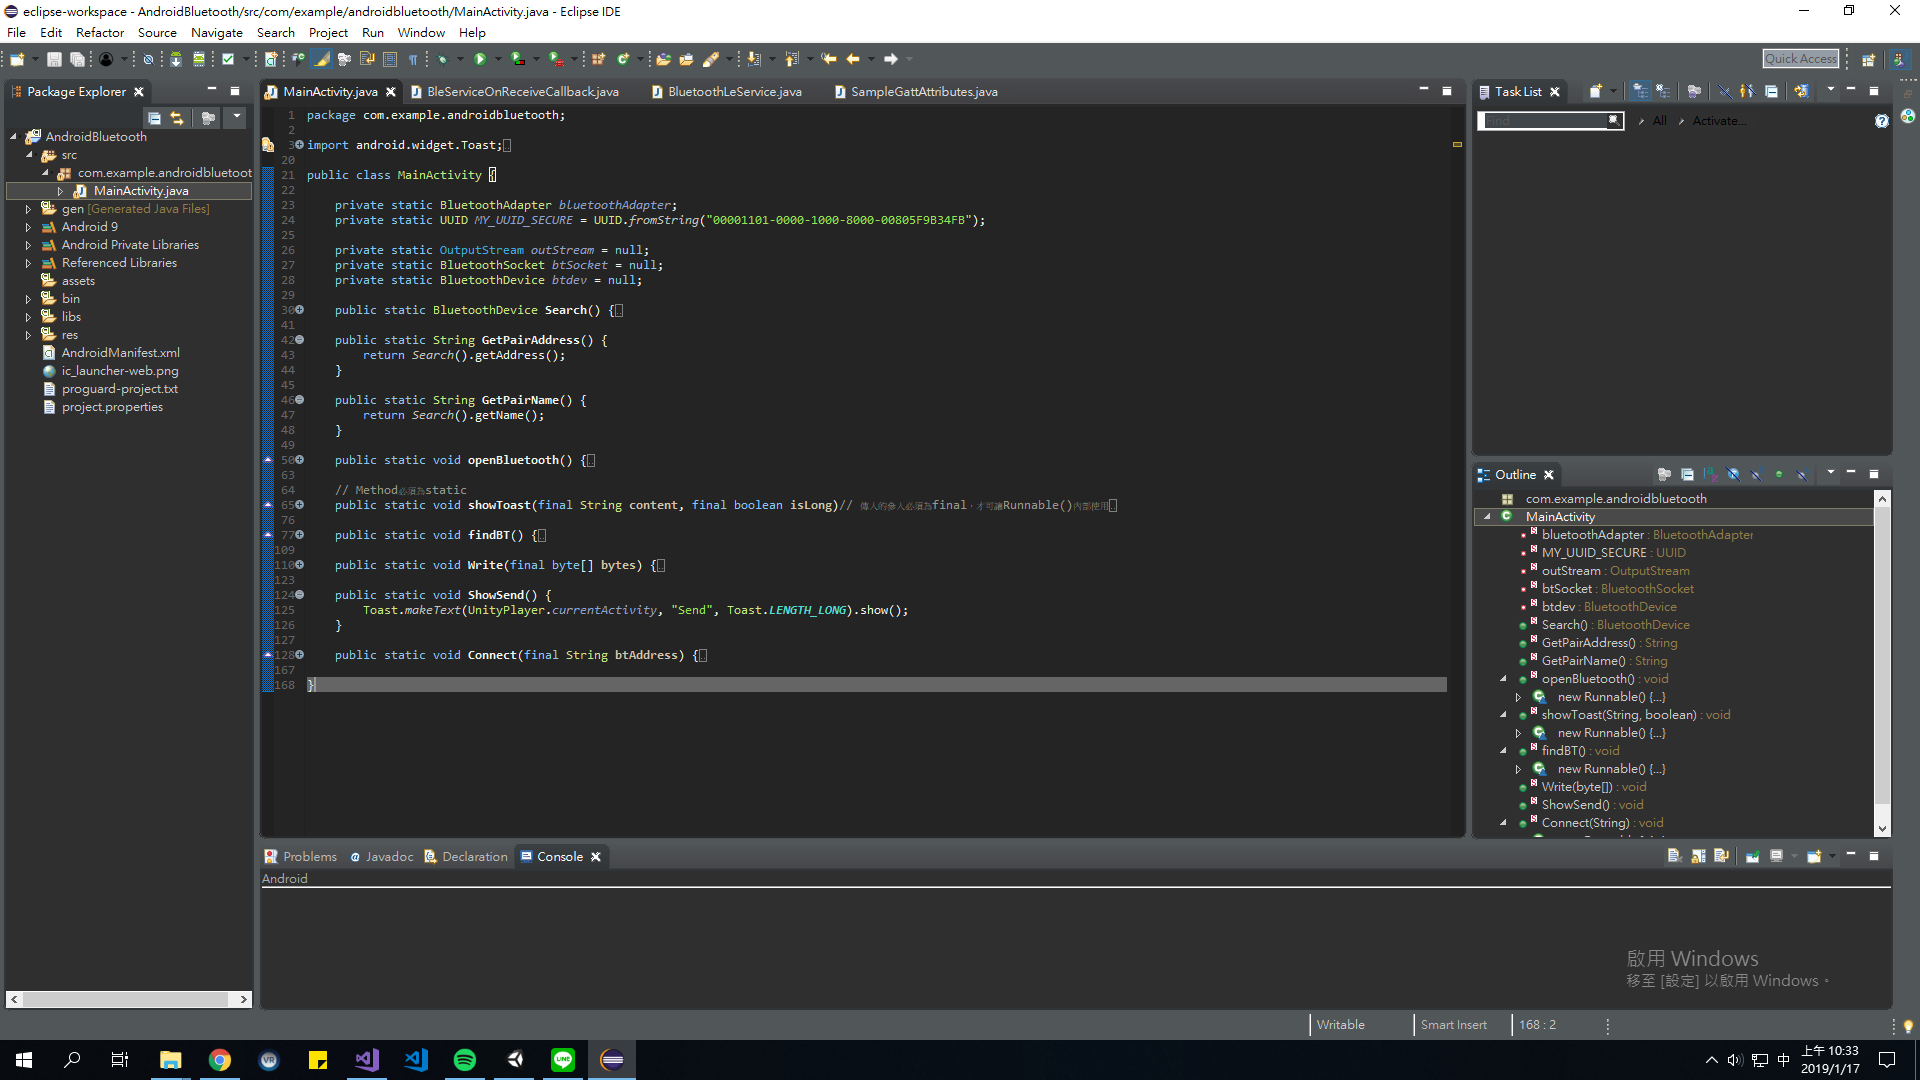 eclipse-workspace - AndroidBluetooth/src/com/example/androidbluetooth/MainActivity.java - Eclipse IDE
File Edit Refactor Source Navigate Search Project Run Window Help
Quick Access
Package Explorer
AndroidBluetooth
src
com.example.androidbluetoot
MainActivity.java
gen [Generated Java Files]
Android 9
Android Private Libraries
Referenced Libraries
assets
bin
libs
res
AndroidManifest.xml
ic_launcher-web.png
proguard-project.txt
project.properties
MainActivity.java BleServiceOnReceiveCallback.java BluetoothLeService.java SampleGattAttributes.java
1 package com.example.androidbluetooth;
2
3 import android.widget.Toast;
20
21 public class MainActivity {
22
23 private static BluetoothAdapter bluetoothAdapter;
24 private static UUID MY_UUID_SECURE = UUID.fromString("00001101-0000-1000-8000-00805F9B34FB");
25
26 private static OutputStream outStream = null;
27 private static BluetoothSocket btSocket = null;
28 private static BluetoothDevice btdev = null;
29
30 public static BluetoothDevice Search() {
41
42 public static String GetPairAddress() {
43 return Search().getAddress();
44 }
45
46 public static String GetPairName() {
47 return Search().getName();
48 }
49
50 public static void openBluetooth() {
63
64 // Method必須為static
65 public static void showToast(final String content, final boolean isLong)// 傳入的參入必須為final,才可讓Runnable()內部使用
76
77 public static void findBT() {
109
110 public static void Write(final byte[] bytes) {
123
124 public static void ShowSend() {
125 Toast.makeText(UnityPlayer.currentActivity, "Send", Toast.LENGTH_LONG).show();
126 }
127
128 public static void Connect(final String btAddress) {
167
168 }
Task List
Find All Activate...
Outline
com.example.androidbluetooth
MainActivity
bluetoothAdapter : BluetoothAdapter
MY_UUID_SECURE : UUID
outStream : OutputStream
btSocket : BluetoothSocket
btdev : BluetoothDevice
Search() : BluetoothDevice
GetPairAddress() : String
GetPairName() : String
openBluetooth() : void
new Runnable() {...}
showToast(String, boolean) : void
new Runnable() {...}
findBT() : void
new Runnable() {...}
Write(byte[]) : void
ShowSend() : void
Connect(String) : void
Problems Javadoc Declaration Console
Android
啟用 Windows
移至 [設定] 以啟用 Windows。
Writable Smart Insert 168 : 2
VR
LINE
中
上午 10:33
2019/1/17